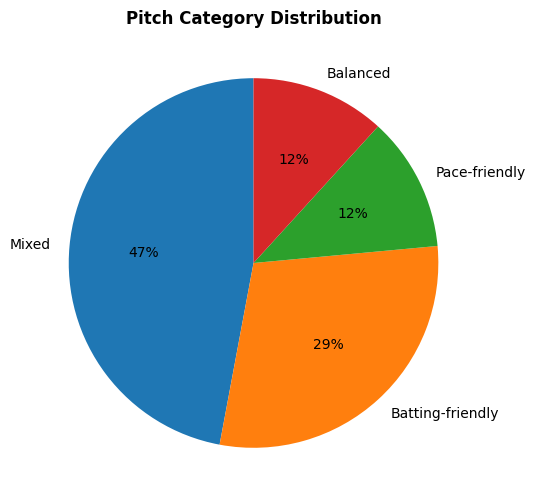 Pitch Category Distribution
Balanced
12%
Pace-friendly
12%
Mixed
47%
29%
Batting-friendly